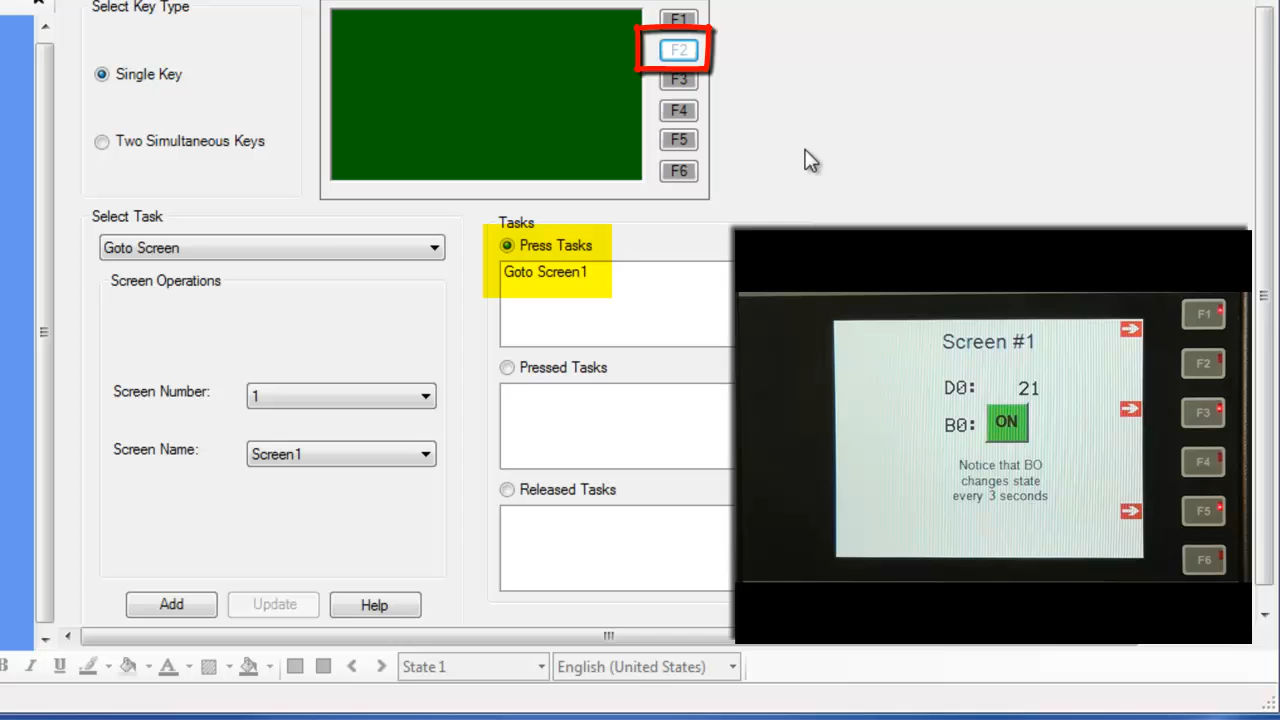 Select Key Type
Single Key
Two Simultaneous Keys
F1
F2
F3
F4
F5
F6
Select Task
Goto Screen
Screen Operations
Screen Number:
1
Screen Name:
Screen1
Add
Update
Help
Tasks
Press Tasks
Goto Screen1
Pressed Tasks
Released Tasks
Screen #1
D0: 21
B0: ON
Notice that BO
changes state
every 3 seconds
F1
F2
F3
F4
F5
F6
B I U A State 1 English (United States)